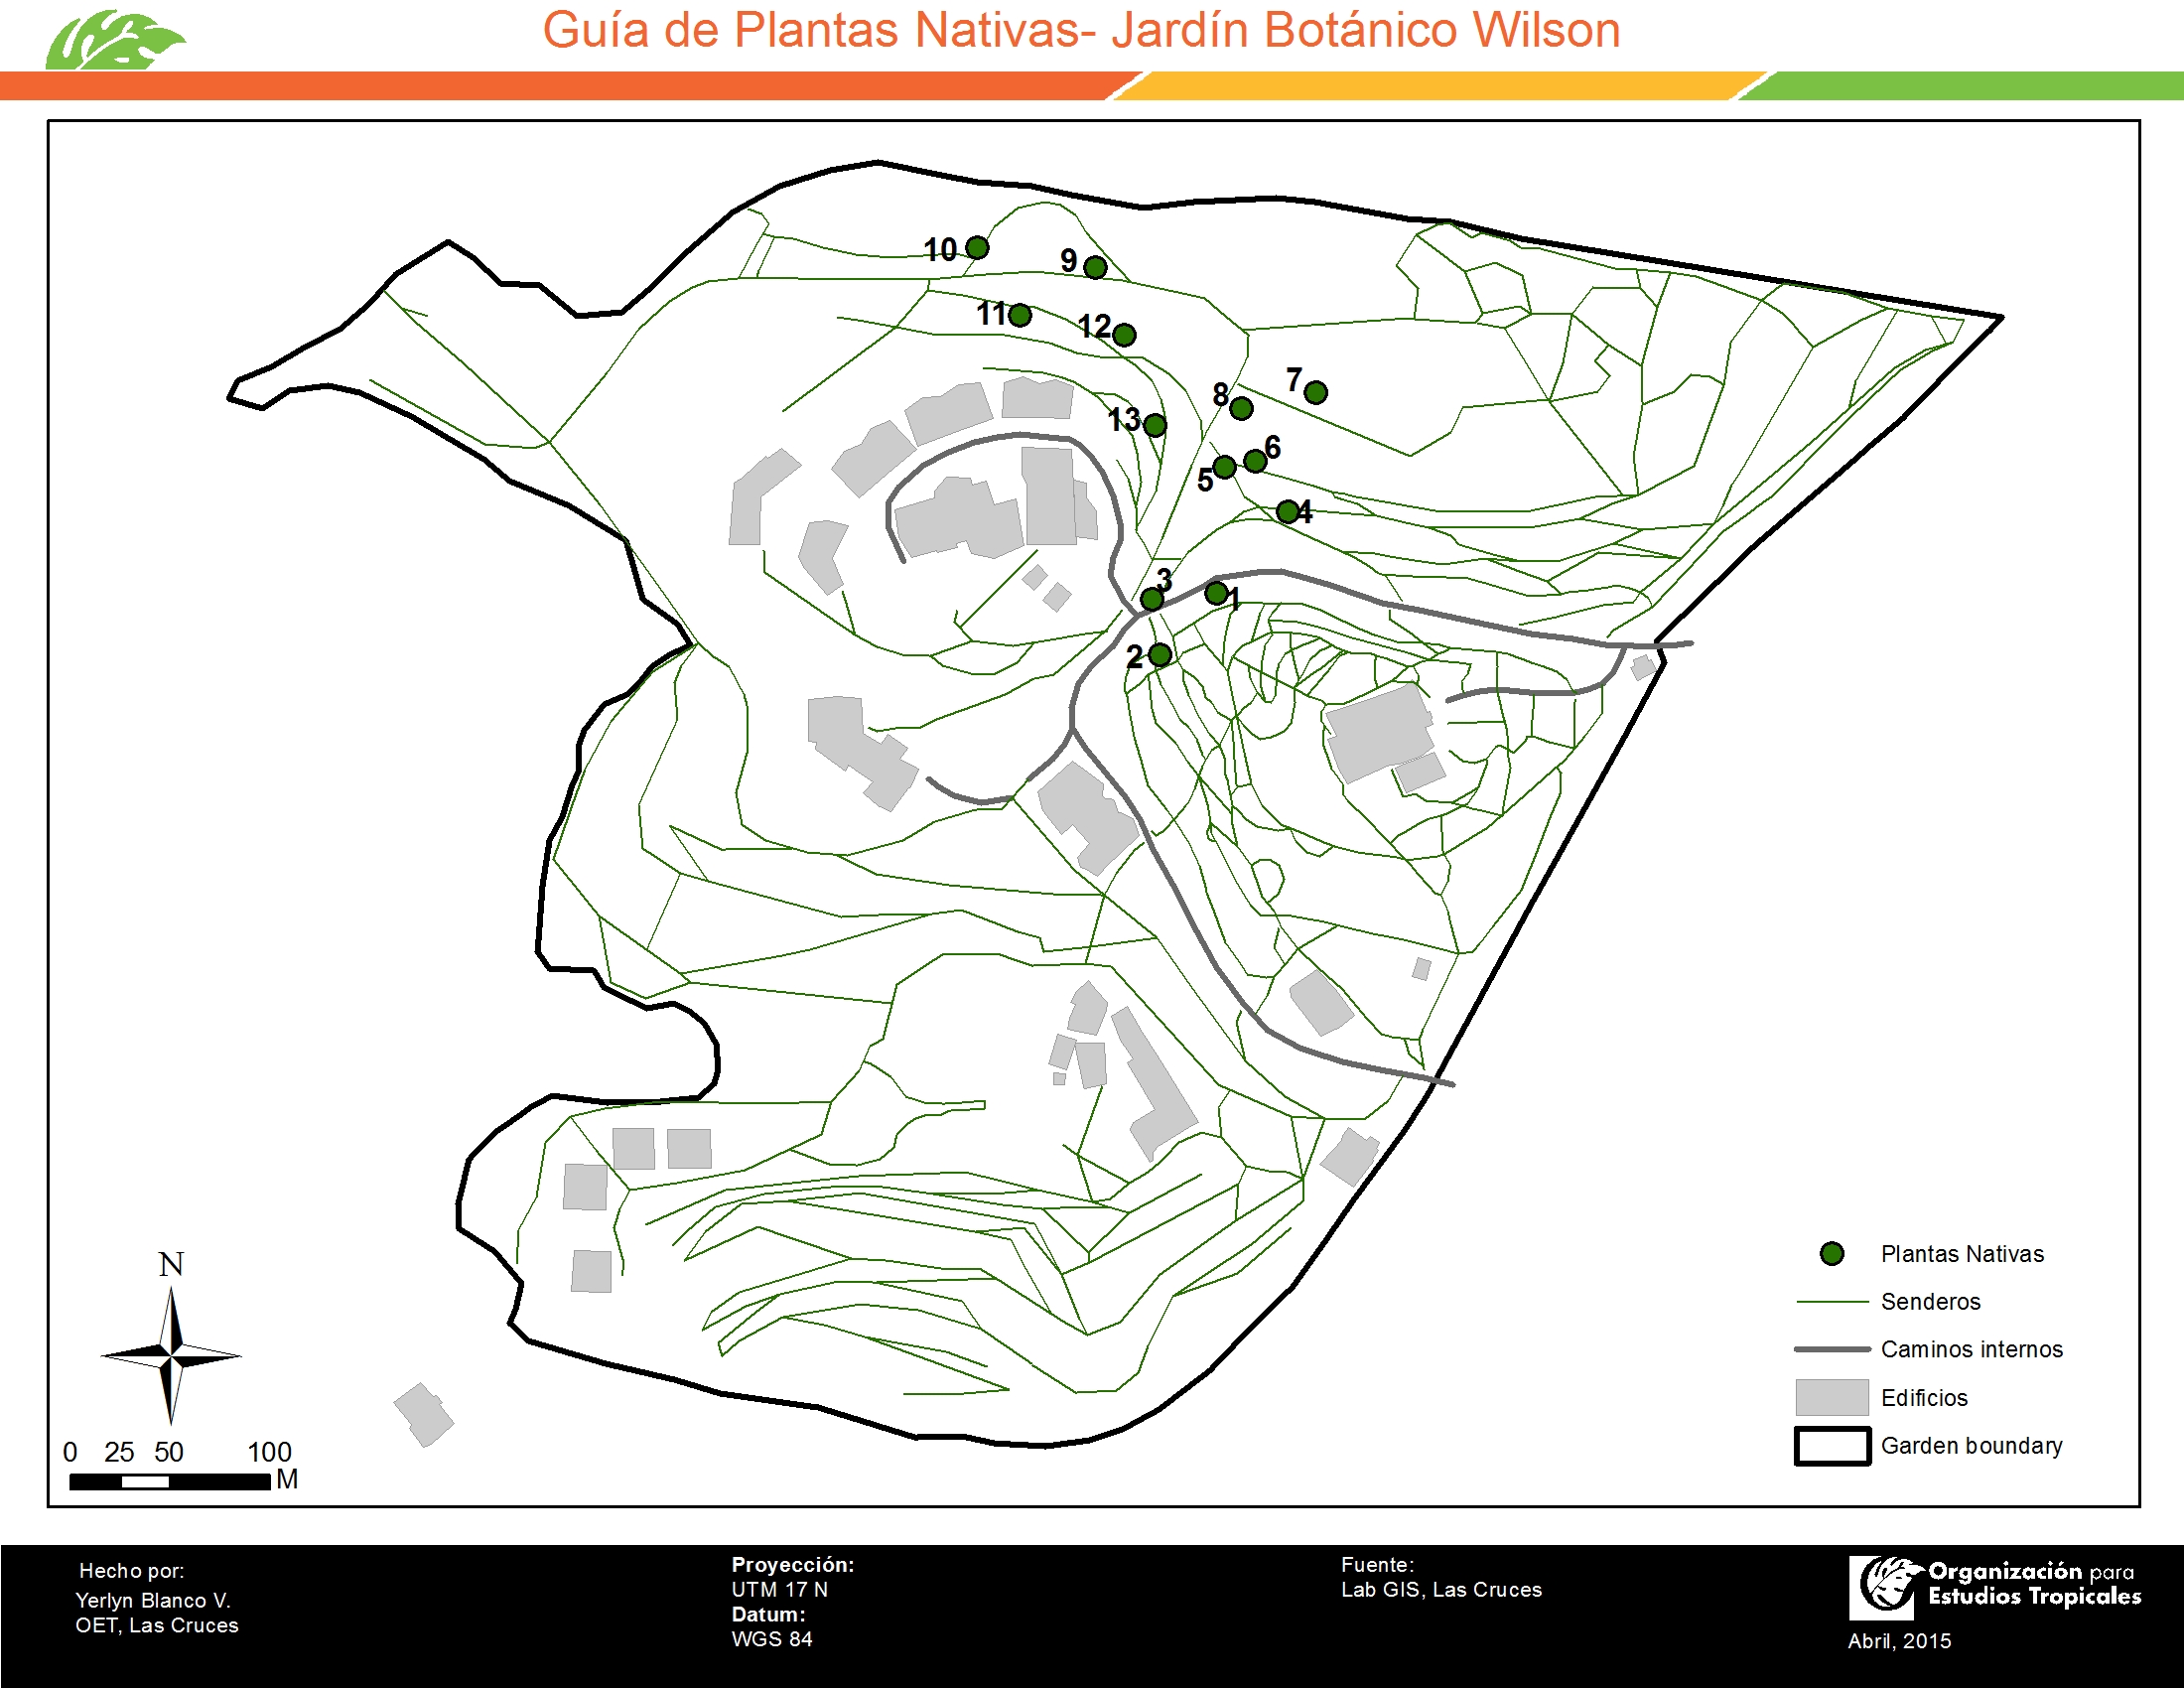 Guía de Plantas Nativas- Jardín Botánico Wilson
10
9
11
12
7
8
13
6
5
4
3
1
2
N
0 25 50 100
M
Plantas Nativas
Senderos
Caminos internos
Edificios
Garden boundary
Hecho por:
Yerlyn Blanco V.
OET, Las Cruces
Proyección:
UTM 17 N
Datum:
WGS 84
Fuente:
Lab GIS, Las Cruces
Organización para
Estudios Tropicales
Abril, 2015